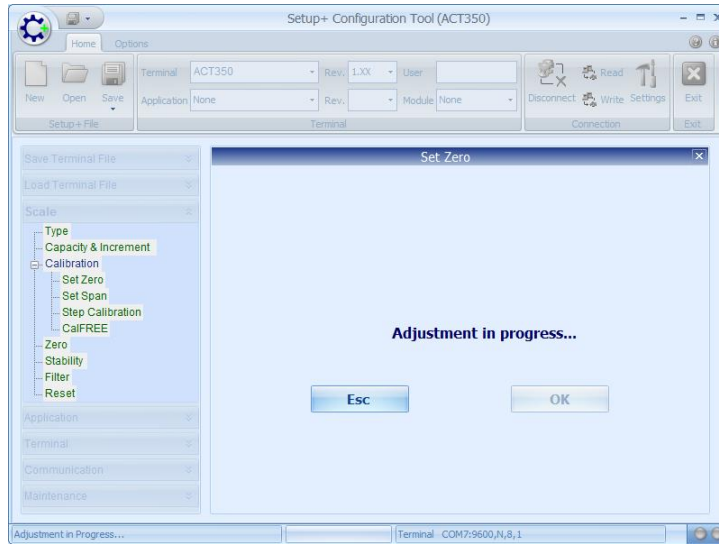 Setup+ Configuration Tool (ACT350)
Home Options
New Open Save
Setup+ File
Terminal ACT350 Rev. 1.XX User
Application None Rev. Module None
Terminal
Disconnect Read Write Settings
Connection
Exit
Exit
Save Terminal File
Load Terminal File
Scale
Type
Capacity & Increment
Calibration
Set Zero
Set Span
Step Calibration
CalFREE
Zero
Stability
Filter
Reset
Application
Terminal
Communication
Maintenance
Set Zero
Adjustment in progress...
Esc OK
Adjustment in Progress...
Terminal COM7:9600,N,8,1